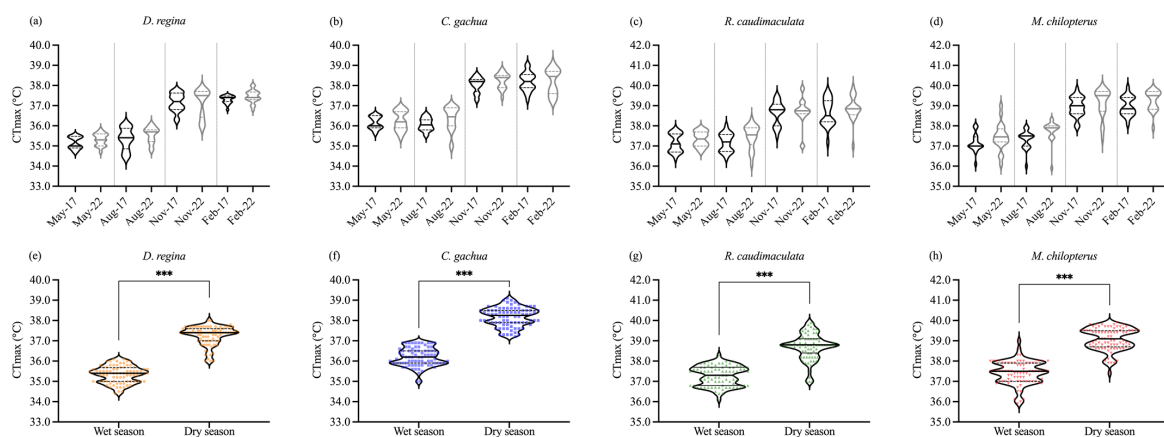 (a) D. regina
CTmax (°C)
40.0
39.0
38.0
37.0
36.0
35.0
34.0
33.0
May-17 May-22 Aug-17 Aug-22 Nov-17 Nov-22 Feb-17 Feb-22
(b) C. gachua
CTmax (°C)
40.0
39.0
38.0
37.0
36.0
35.0
34.0
33.0
May-17 May-22 Aug-17 Aug-22 Nov-17 Nov-22 Feb-17 Feb-22
(c) R. caudimaculata
CTmax (°C)
42.0
41.0
40.0
39.0
38.0
37.0
36.0
35.0
May-17 May-22 Aug-17 Aug-22 Nov-17 Nov-22 Feb-17 Feb-22
(d) M. chilopterus
CTmax (°C)
42.0
41.0
40.0
39.0
38.0
37.0
36.0
35.0
May-17 May-22 Aug-17 Aug-22 Nov-17 Nov-22 Feb-17 Feb-22
(e) D. regina
***
CTmax (°C)
40.0
39.0
38.0
37.0
36.0
35.0
34.0
33.0
Wet season Dry season
(f) C. gachua
***
CTmax (°C)
40.0
39.0
38.0
37.0
36.0
35.0
34.0
33.0
Wet season Dry season
(g) R. caudimaculata
***
CTmax (°C)
42.0
41.0
40.0
39.0
38.0
37.0
36.0
35.0
Wet season Dry season
(h) M. chilopterus
***
CTmax (°C)
42.0
41.0
40.0
39.0
38.0
37.0
36.0
35.0
Wet season Dry season